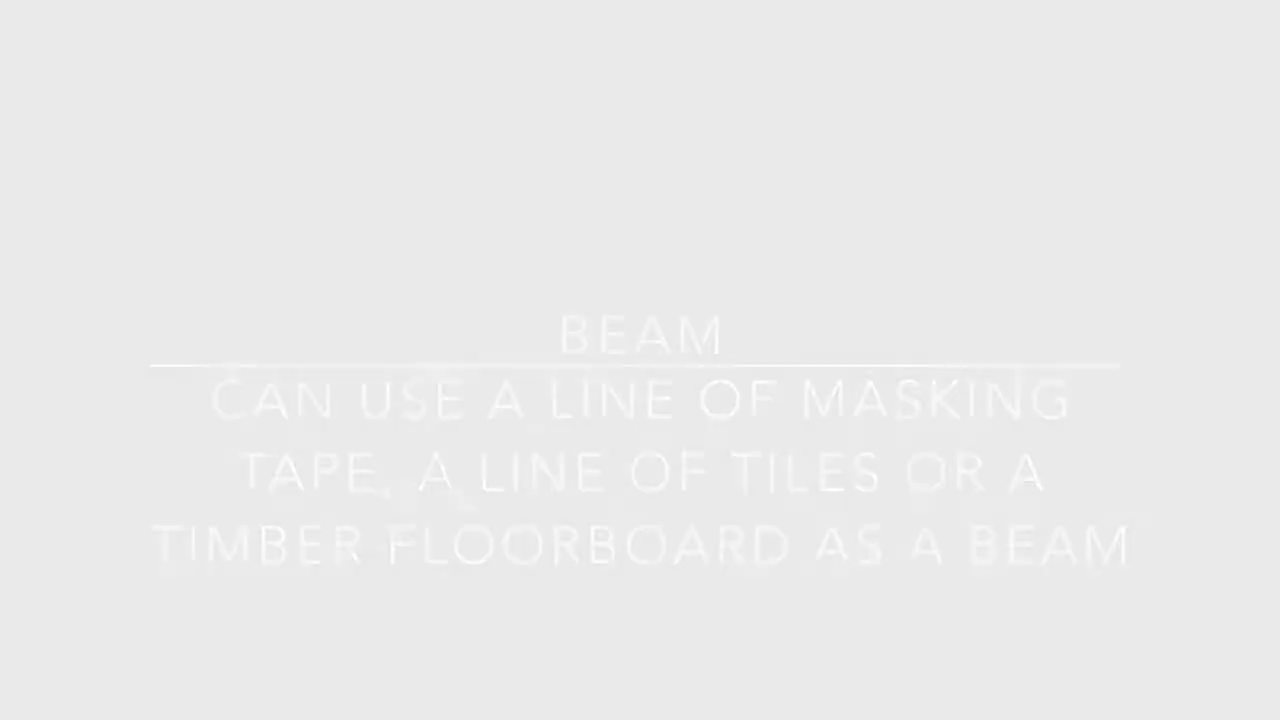 BEAM
CAN USE A LINE OF MASKING
TAPE, A LINE OF TILES OR A
TIMBER FLOORBOARD AS A BEAM